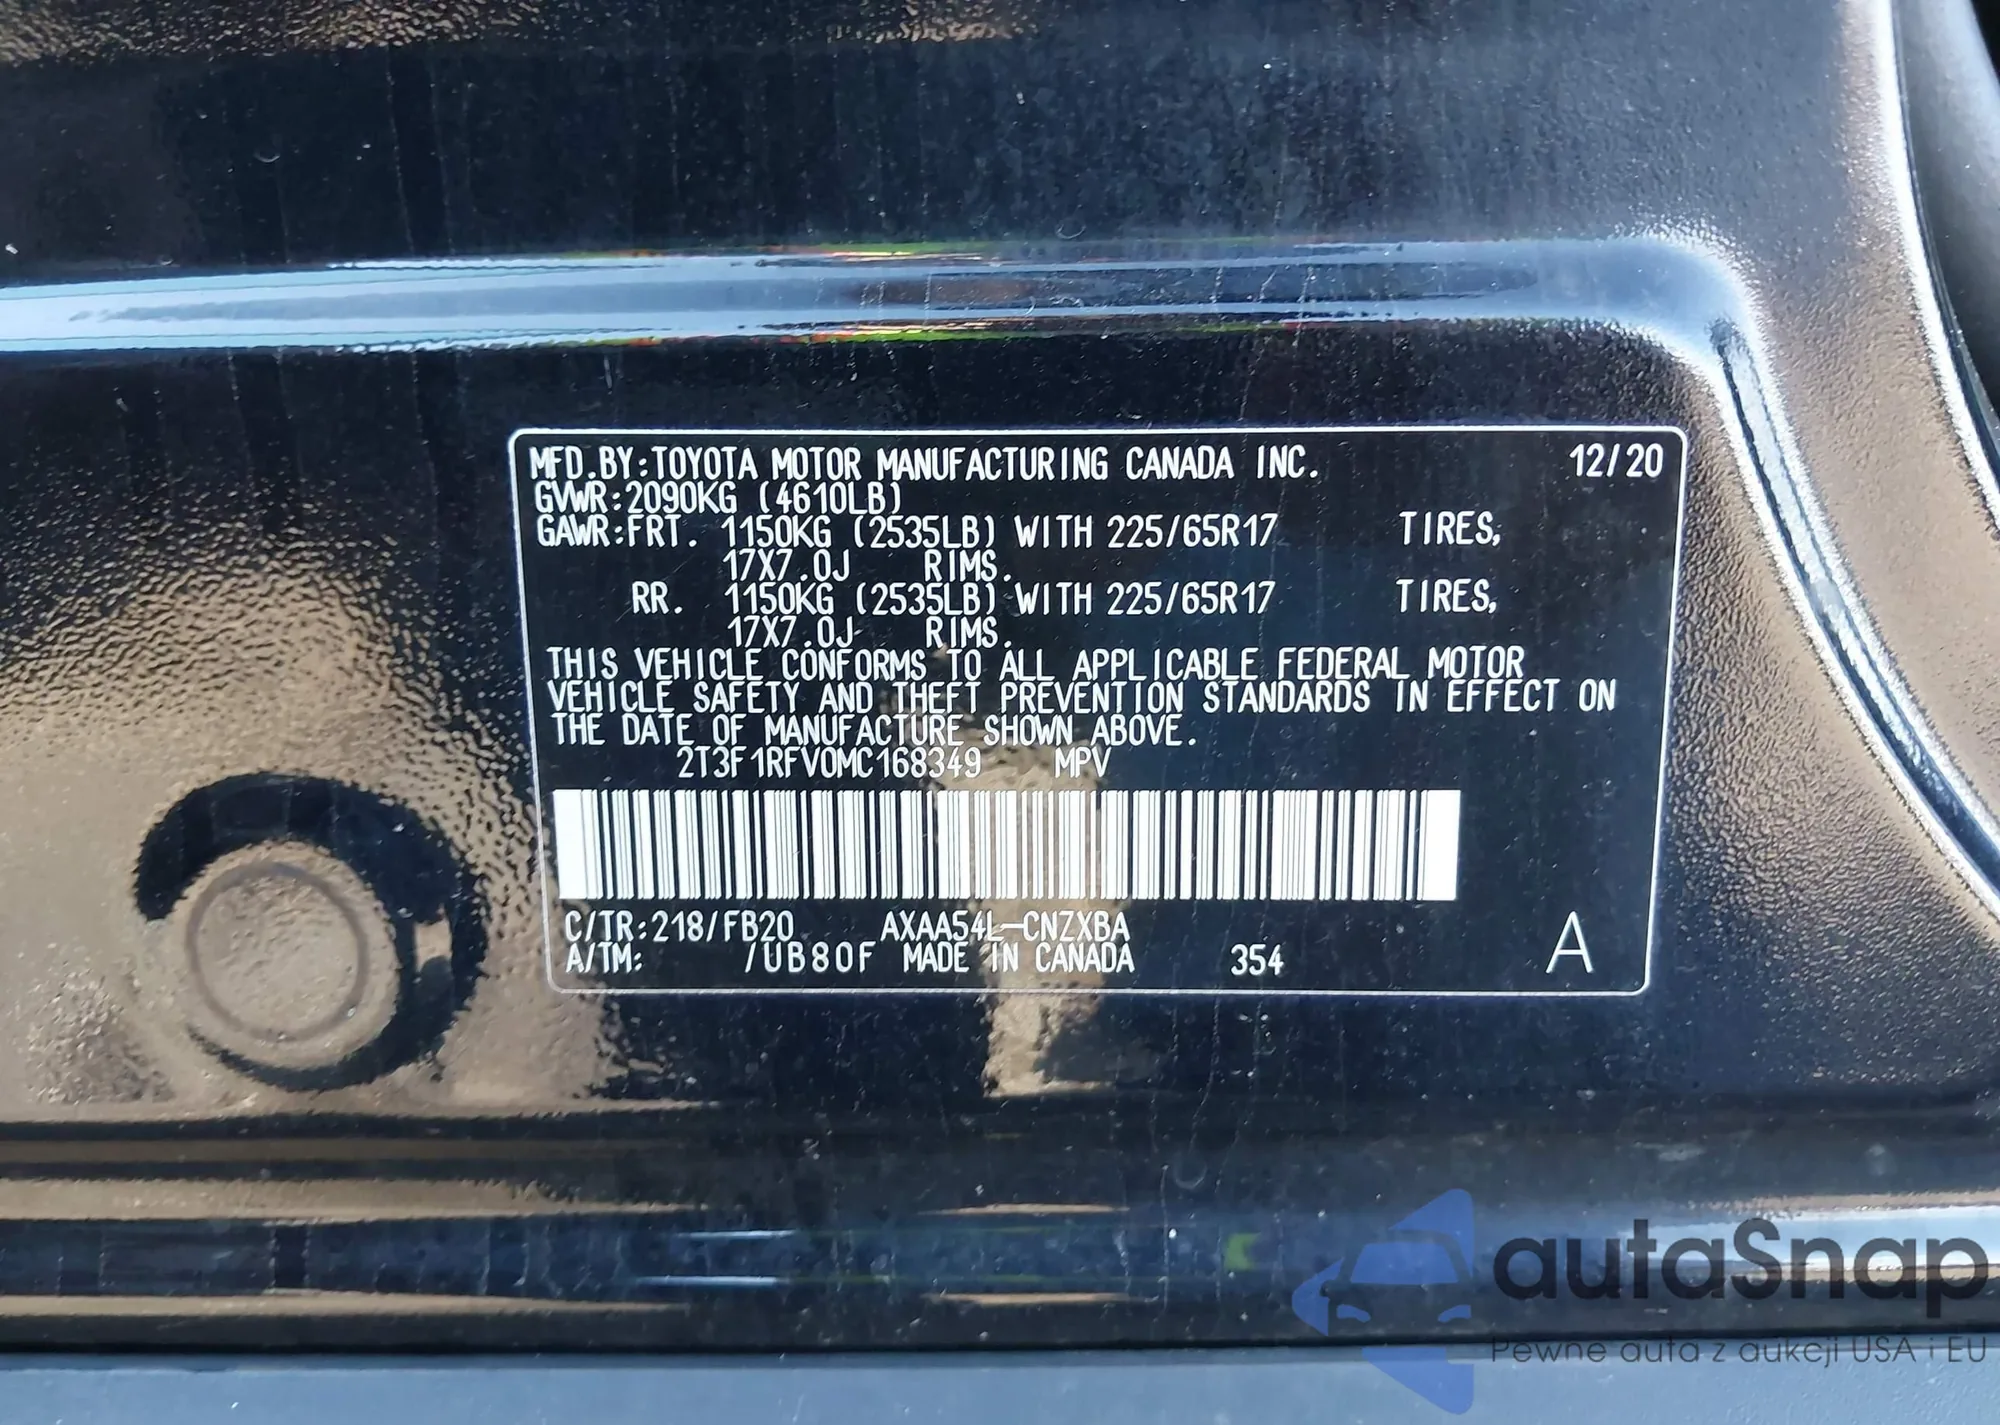 MFD.BY:TOYOTA MOTOR MANUFACTURING CANADA INC. 12/20
GVWR:2090KG (4610LB)
GAWR:FRT. 1150KG (2535LB) WITH 225/65R17 TIRES,
17X7.0J RIMS.
RR. 1150KG (2535LB) WITH 225/65R17 TIRES,
17X7.0J RIMS.
THIS VEHICLE CONFORMS TO ALL APPLICABLE FEDERAL MOTOR
VEHICLE SAFETY AND THEFT PREVENTION STANDARDS IN EFFECT ON
THE DATE OF MANUFACTURE SHOWN ABOVE.
2T3F1RFV0MC168349 MPV
C/TR:218/FB20 AXAA54L-CNZXBA
A/TM: /UB80F MADE IN CANADA 354 A
autaSnap
Pewne auta z aukcji USA i EU